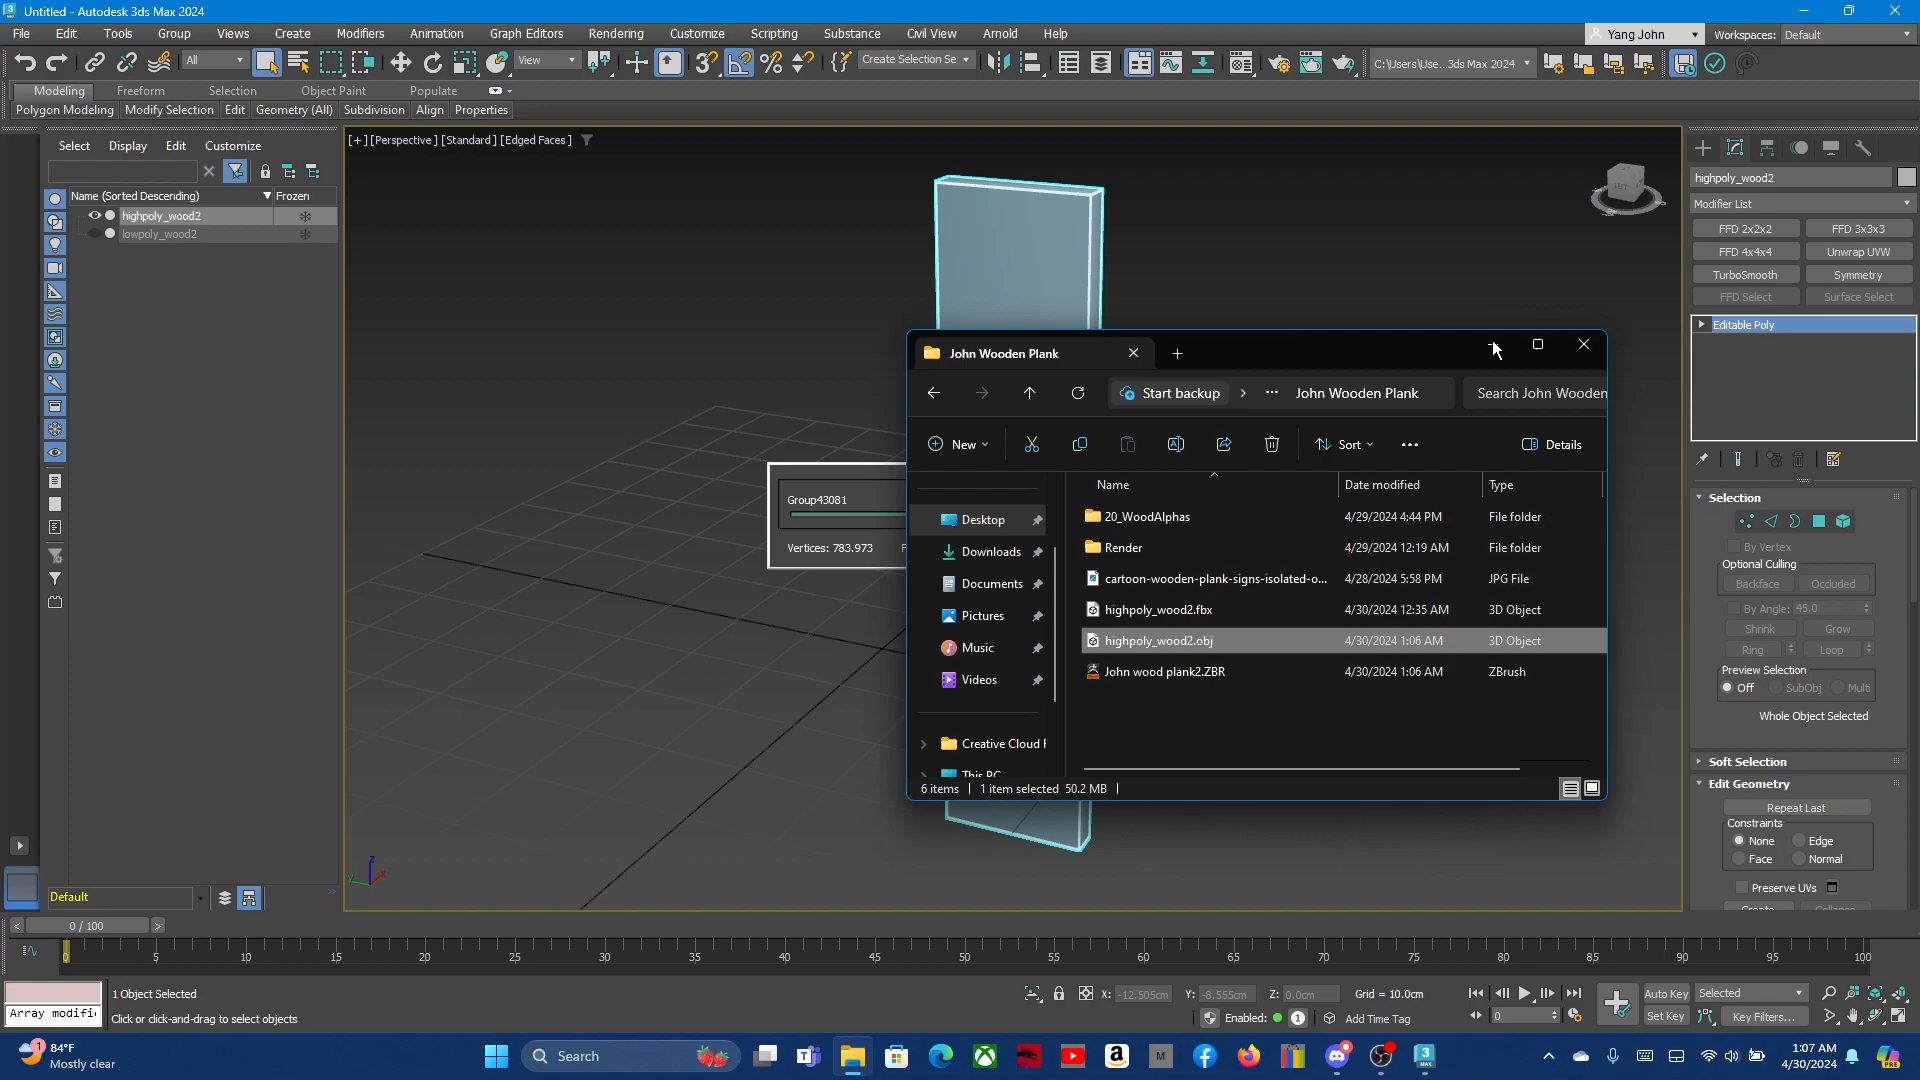 Untitled - Autodesk 3ds Max 2024
File Edit Tools Group Views Create Modifiers Animation Graph Editors Rendering Customize Scripting Substance Civil View Arnold Help
Yang John Workspaces: Default
All View Create Selection Se C:\Users\Use...3ds Max 2024
Modeling Freeform Selection Object Paint Populate
Polygon Modeling Modify Selection Edit Geometry (All) Subdivision Align Properties
Select Display Edit Customize
Name (Sorted Descending) Frozen
highpoly_wood2
lowpoly_wood2
[+] [Perspective] [Standard] [Edged Faces]
Group43081
Vertices: 783.973
John Wooden Plank
Start backup > ... John Wooden Plank Search John Wooden
New Sort ... Details
Name Date modified Type
Desktop
Downloads
Documents
Pictures
Music
Videos
Creative Cloud F
This PC
20_WoodAlphas 4/29/2024 4:44 PM File folder
Render 4/29/2024 12:19 AM File folder
cartoon-wooden-plank-signs-isolated-o... 4/28/2024 5:58 PM JPG File
highpoly_wood2.fbx 4/30/2024 12:35 AM 3D Object
highpoly_wood2.obj 4/30/2024 1:06 AM 3D Object
John wood plank2.ZBR 4/30/2024 1:06 AM ZBrush
6 items 1 item selected 50.2 MB
highpoly_wood2
Modifier List
FFD 2x2x2 FFD 3x3x3
FFD 4x4x4 Unwrap UVW
TurboSmooth Symmetry
FFD Select Surface Select
Editable Poly
Selection
By Vertex
Optional Culling
Backface Occluded
By Angle: 45.0
Shrink Grow
Ring Loop
Preview Selection
Off SubObj Multi
Whole Object Selected
Soft Selection
Edit Geometry
Repeat Last
Constraints
None Edge
Face Normal
Preserve UVs
Default
< 0 / 100 >
0 5 10 15 20 25 30 35 40 45 50 55 60 65 70 75 80 85 90 95 100
Array modifi
1 Object Selected
Click or click-and-drag to select objects
X: -12.505cm Y: -8.555cm Z: 0.0cm Grid = 10.0cm
Enabled: 1 Add Time Tag
0
Auto Key Selected
Set Key Key Filters...
1
84°F
Mostly clear
Search
1:07 AM
4/30/2024